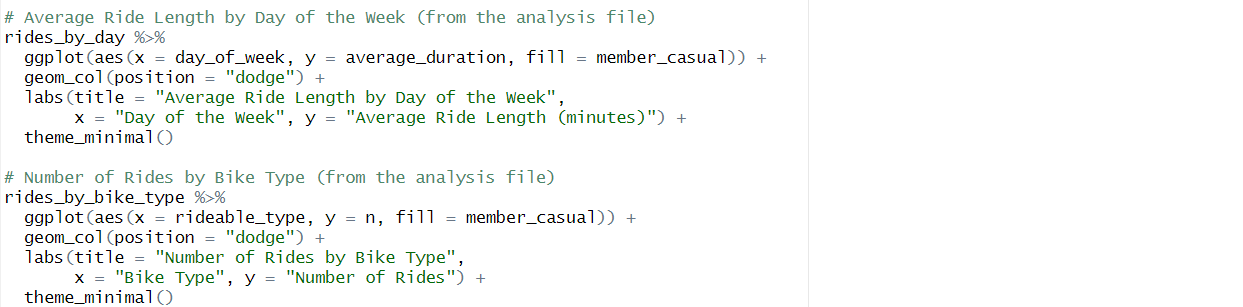 # Average Ride Length by Day of the Week (from the analysis file)
rides_by_day %>%
  ggplot(aes(x = day_of_week, y = average_duration, fill = member_casual)) +
  geom_col(position = "dodge") +
  labs(title = "Average Ride Length by Day of the Week",
       x = "Day of the Week", y = "Average Ride Length (minutes)") +
  theme_minimal()

# Number of Rides by Bike Type (from the analysis file)
rides_by_bike_type %>%
  ggplot(aes(x = rideable_type, y = n, fill = member_casual)) +
  geom_col(position = "dodge") +
  labs(title = "Number of Rides by Bike Type",
       x = "Bike Type", y = "Number of Rides") +
  theme_minimal()